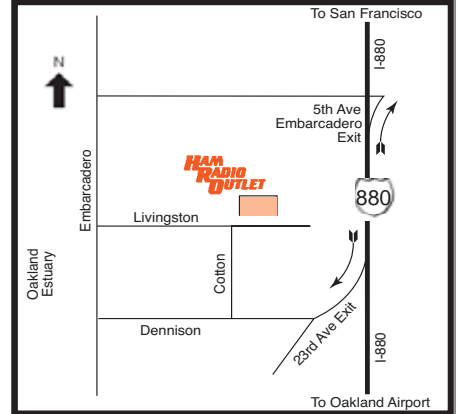 To San Francisco
I-880
N
5th Ave
Embarcadero
Exit
HAM
RADIO
OUTLET
880
Embarcadero
Livingston
Oakland
Estuary
Cotton
Dennison
23rd Ave Exit
I-880
To Oakland Airport